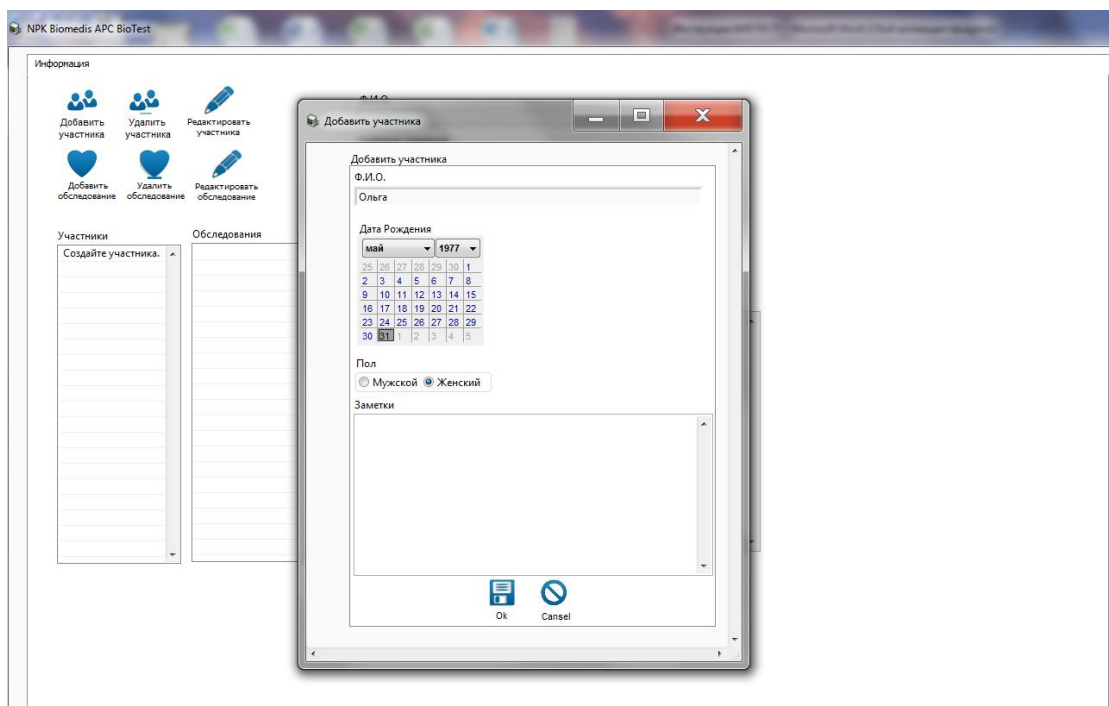 NPK Biomedis APC BioTest
Информация
Добавить участника
Удалить участника
Редактировать участника
Добавить обследование
Удалить обследование
Редактировать обследование
Участники
Обследования
Создайте участника.
Добавить участника
Добавить участника
Ф.И.О.
Ольга
Дата Рождения
май 1977
25 26 27 28 29 30 1
2 3 4 5 6 7 8
9 10 11 12 13 14 15
16 17 18 19 20 21 22
23 24 25 26 27 28 29
30 31 1 2 3 4 5
Пол
Мужской Женский
Заметки
Ok Cansel